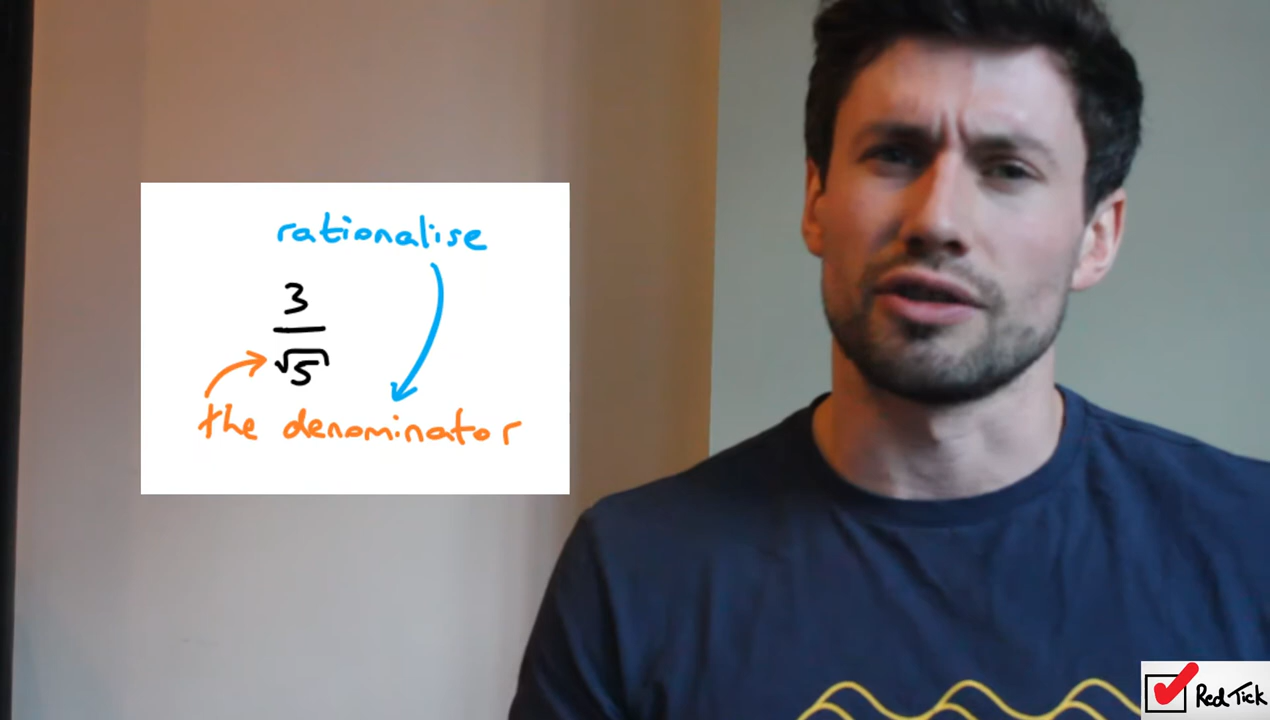 rationalise
3
√5
the denominator
Red Tick